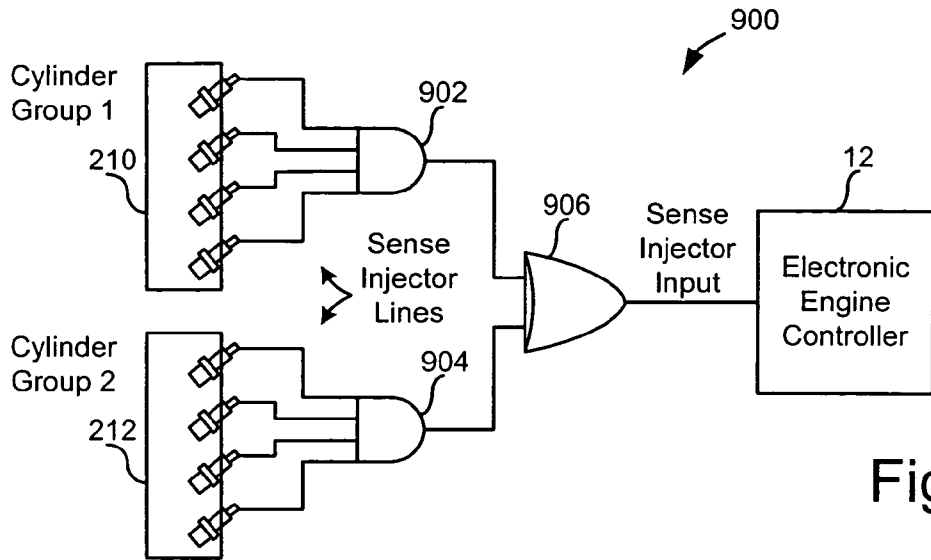 900
Cylinder
Group 1
902
210
12
906
Sense
Injector
Input
Sense
Injector
Lines
Electronic
Engine
Controller
Cylinder
Group 2
904
212
Fig